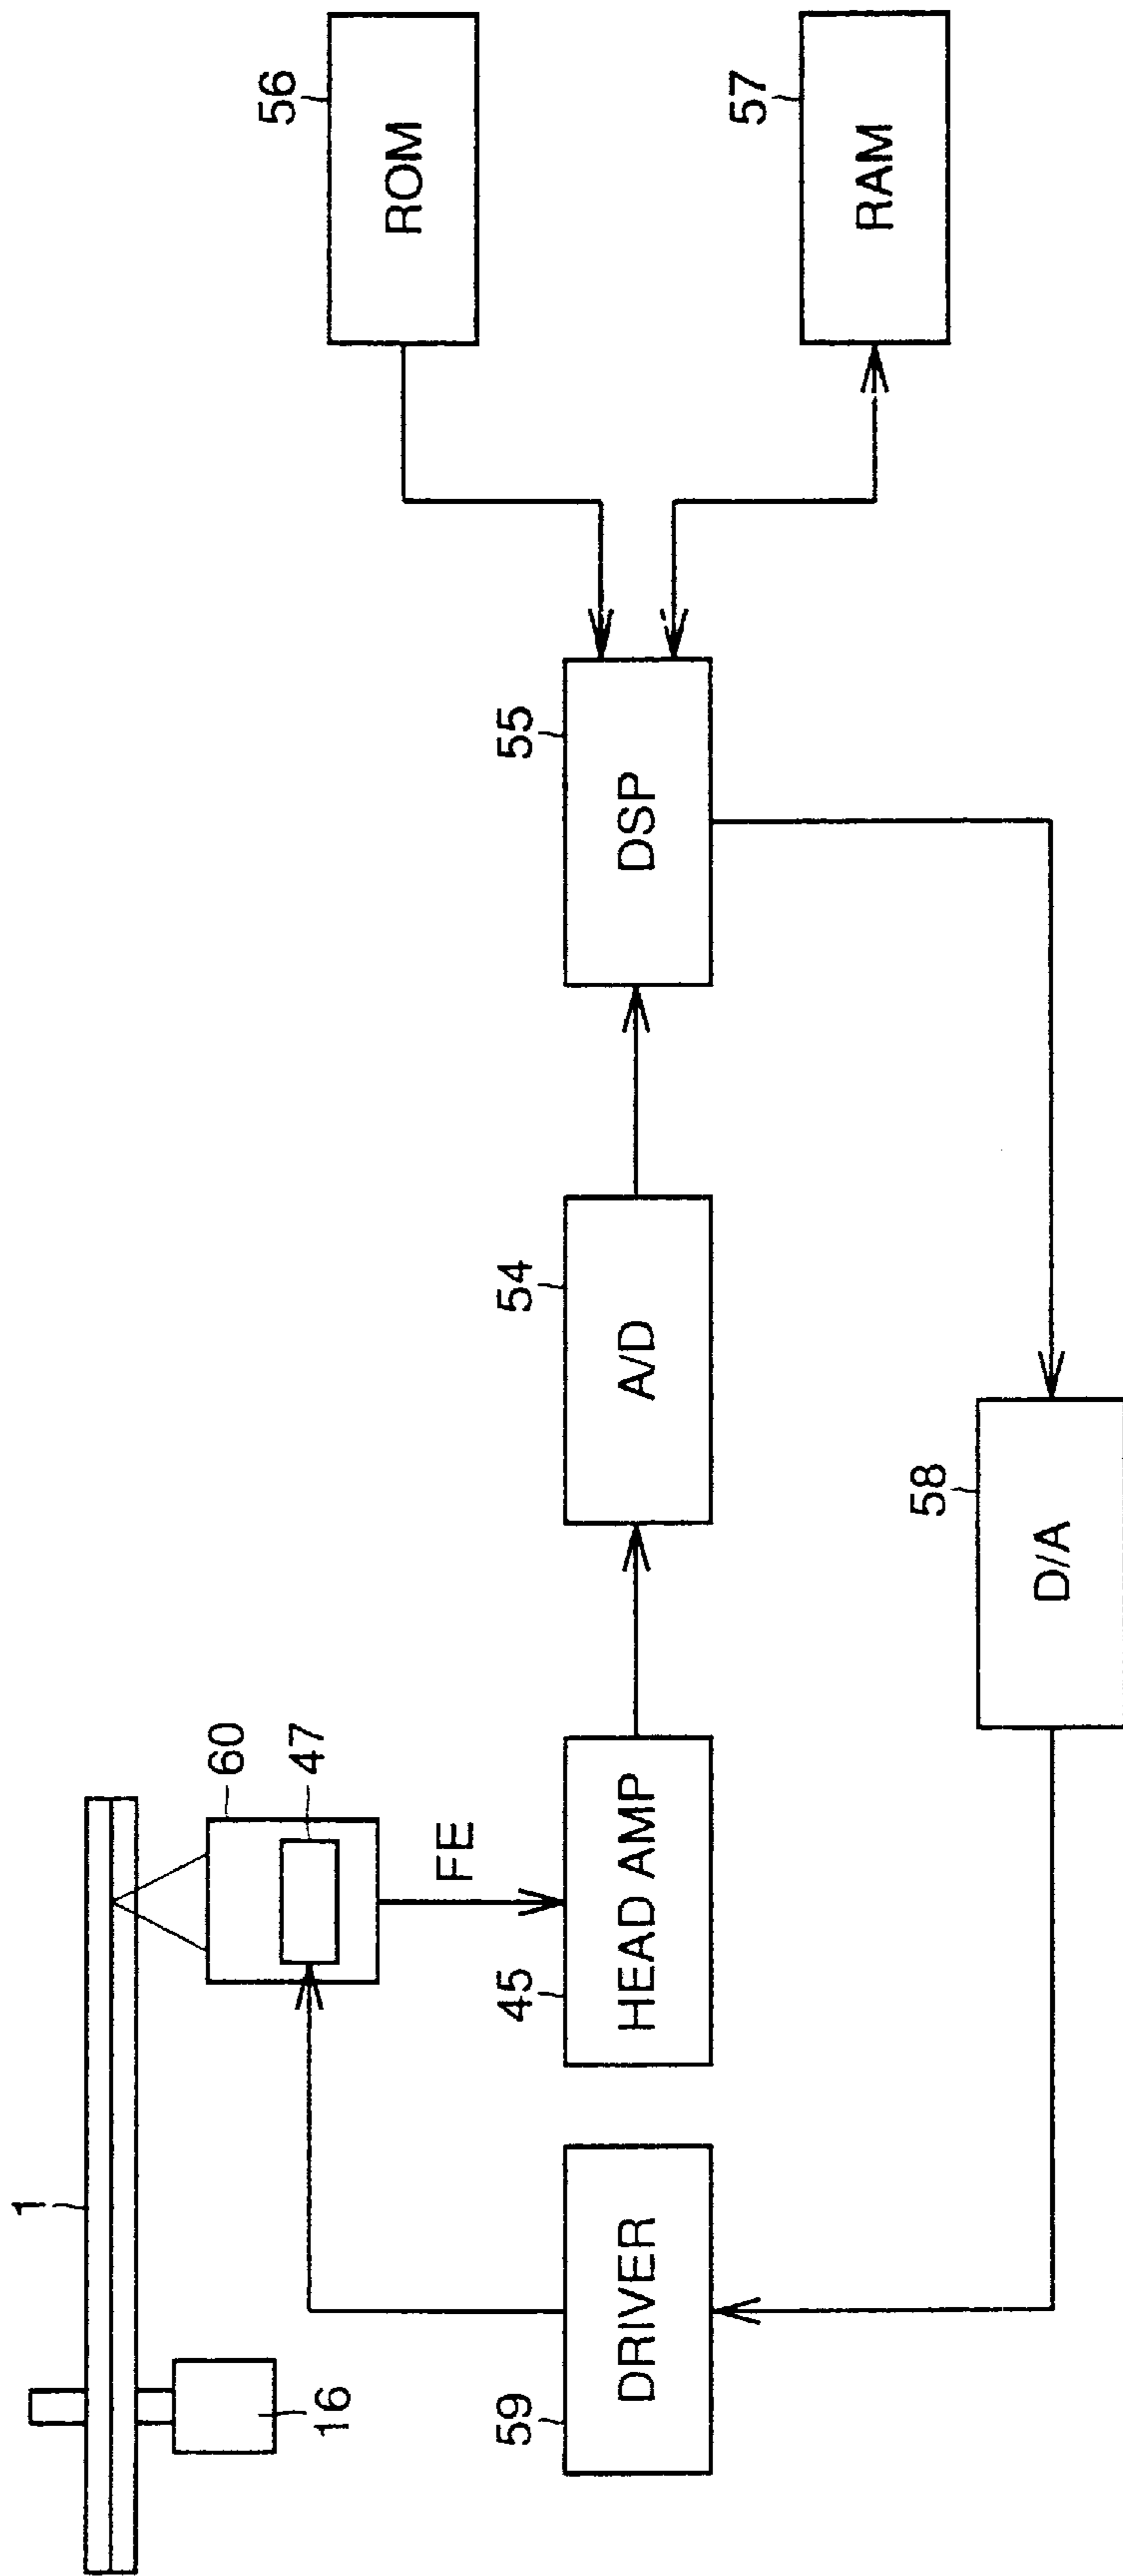 1
16
60
47
FE
59
DRIVER
45
HEAD AMP
54
A/D
55
DSP
56
ROM
57
RAM
58
D/A